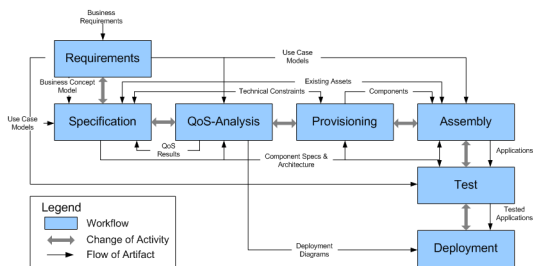 Business
Requirements
Requirements
Use Case
Models
Business Concept
Model
Existing Assets
Technical Constraints
Components
Use Case
Models
Specification
QoS-Analysis
Provisioning
Assembly
QoS
Results
Component Specs &
Architecture
Applications
Test
Tested
Applications
Deployment
Diagrams
Deployment
Legend
Workflow
Change of Activity
Flow of Artifact